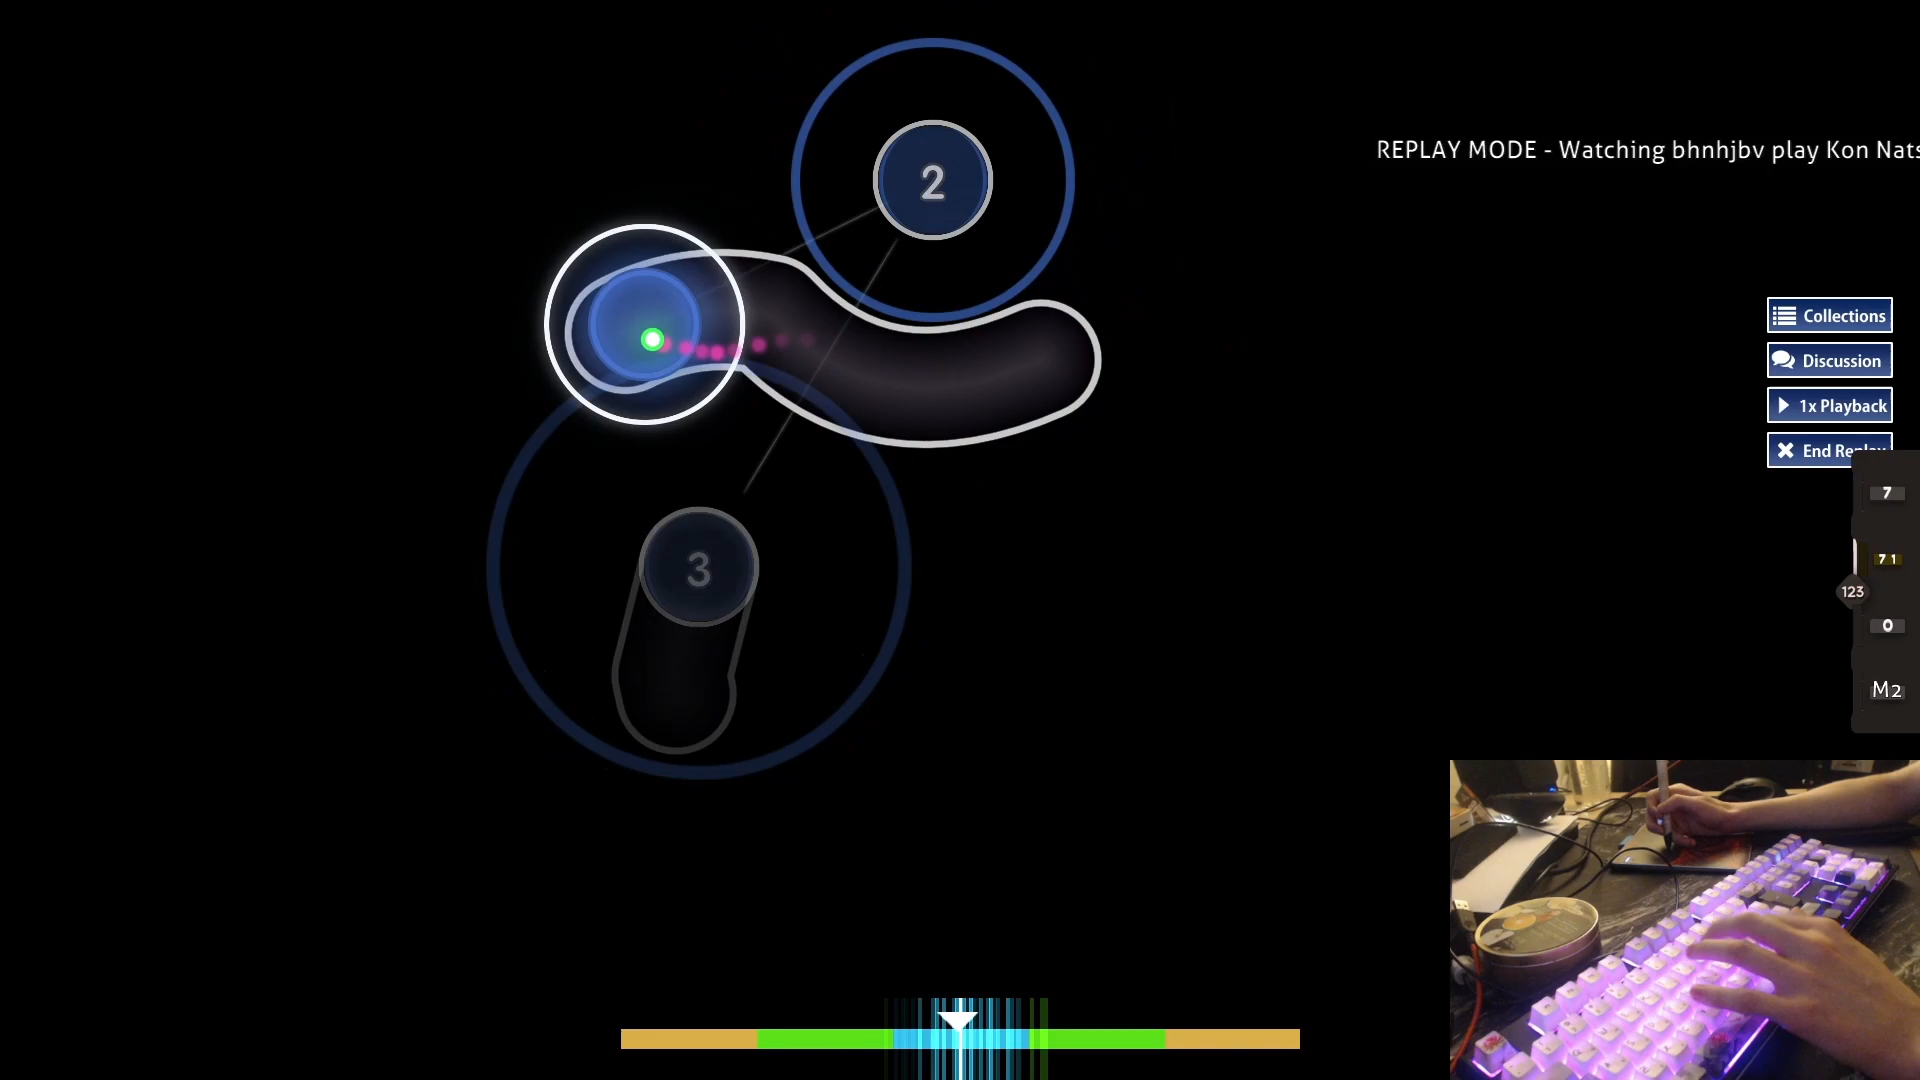 2
REPLAY MODE - Watching bhnhjbv play Kon Nats
Collections
Discussion
1x Playback
End Replay
7
71
123
3
0
M2